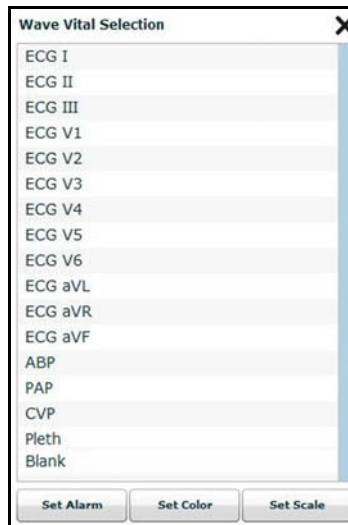 Wave Vital Selection X
ECG I
ECG II
ECG III
ECG V1
ECG V2
ECG V3
ECG V4
ECG V5
ECG V6
ECG aVL
ECG aVR
ECG aVF
ABP
PAP
CVP
Pleth
Blank
Set Alarm Set Color Set Scale